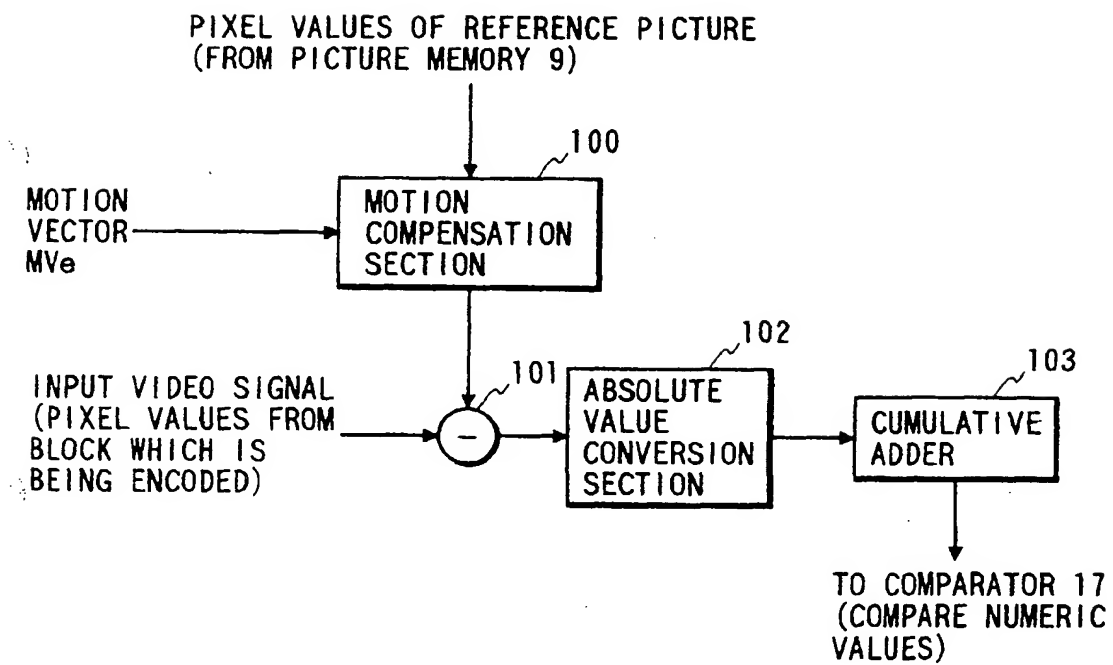 PIXEL VALUES OF REFERENCE PICTURE
(FROM PICTURE MEMORY 9)
100
MOTION
VECTOR
MVe
MOTION
COMPENSATION
SECTION
102
101
103
INPUT VIDEO SIGNAL
(PIXEL VALUES FROM
BLOCK WHICH IS
BEING ENCODED)
−
ABSOLUTE
VALUE
CONVERSION
SECTION
CUMULATIVE
ADDER
TO COMPARATOR 17
(COMPARE NUMERIC
VALUES)